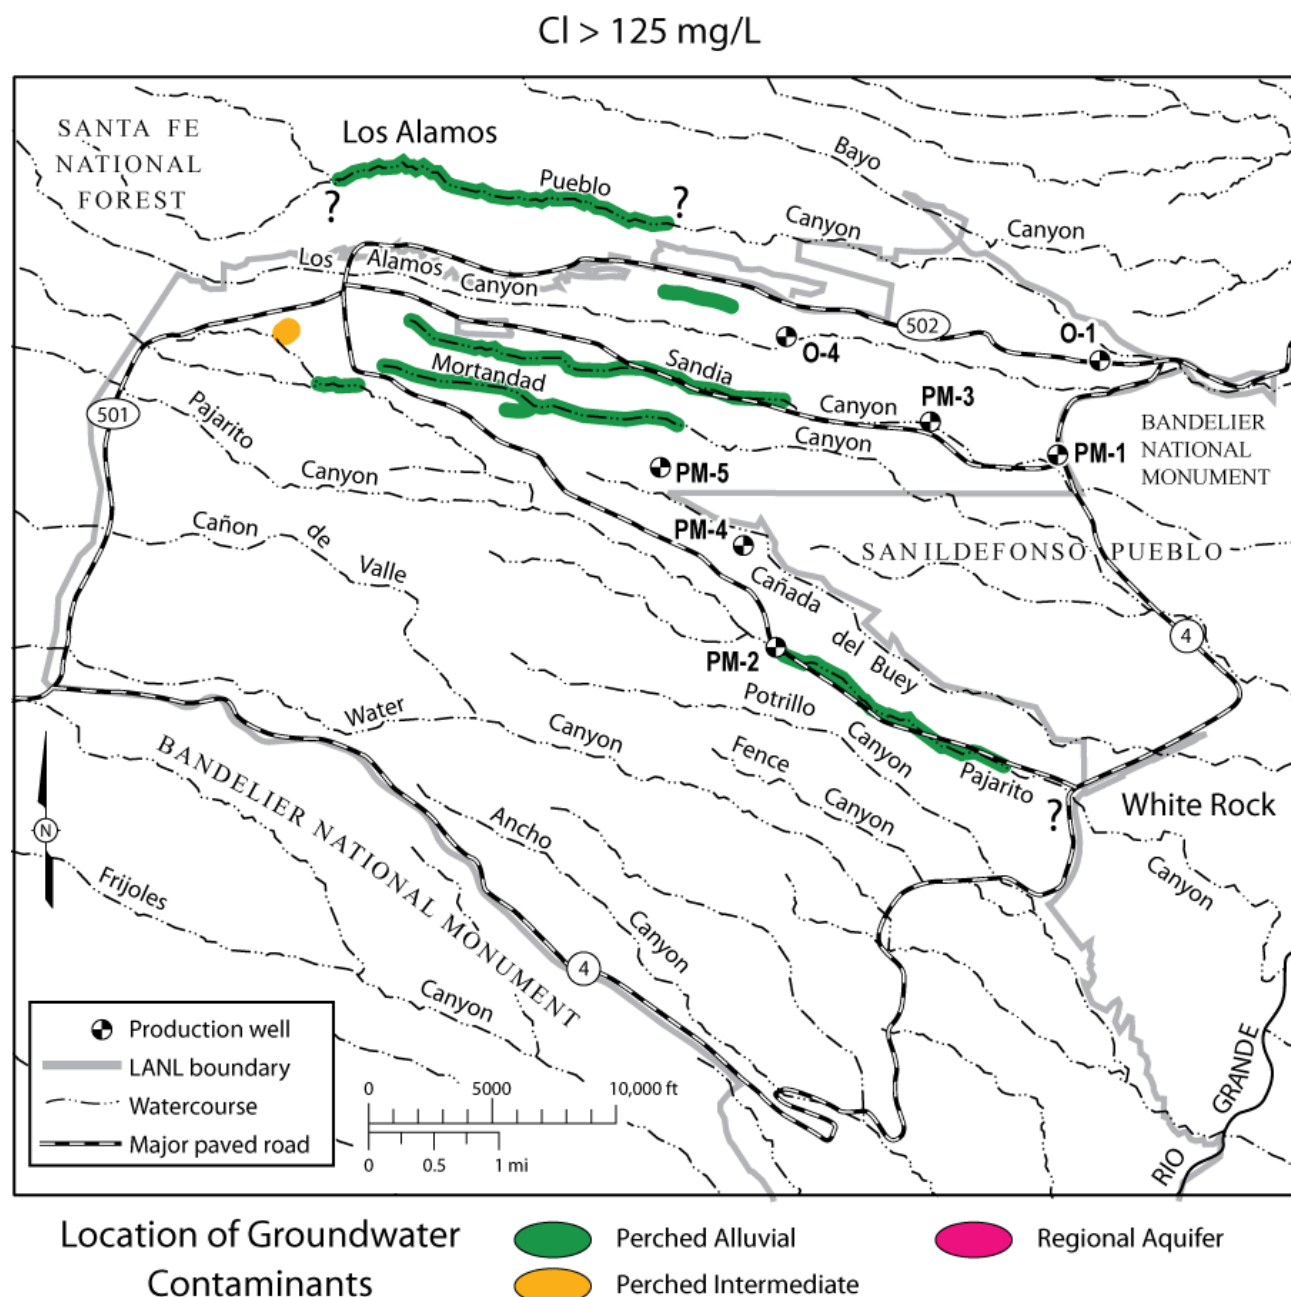 Cl > 125 mg/L
SANTA FE
NATIONAL
FOREST
Los Alamos
Bayo
Pueblo
?
?
Canyon
Canyon
Los
Alamos
Canyon
502
O-1
O-4
Sandia
Mortandad
Canyon
PM-3
501
Pajarito
Canyon
BANDELIER
NATIONAL
MONUMENT
PM-1
PM-5
Canyon
Cañon
de
Valle
PM-4
SAN ILDEFONSO PUEBLO
Cañada
del
Buey
4
PM-2
Potrillo
Water
Canyon
Canyon
Fence
Pajarito
Canyon
?
White Rock
BANDELIER NATIONAL MONUMENT
Ancho
Canyon
Canyon
Frijoles
Canyon
4
N
RIO
GRANDE
Production well
LANL boundary
Watercourse
Major paved road
0 5000 10,000 ft
0 0.5 1 mi
Location of Groundwater
Contaminants
Perched Alluvial
Perched Intermediate
Regional Aquifer